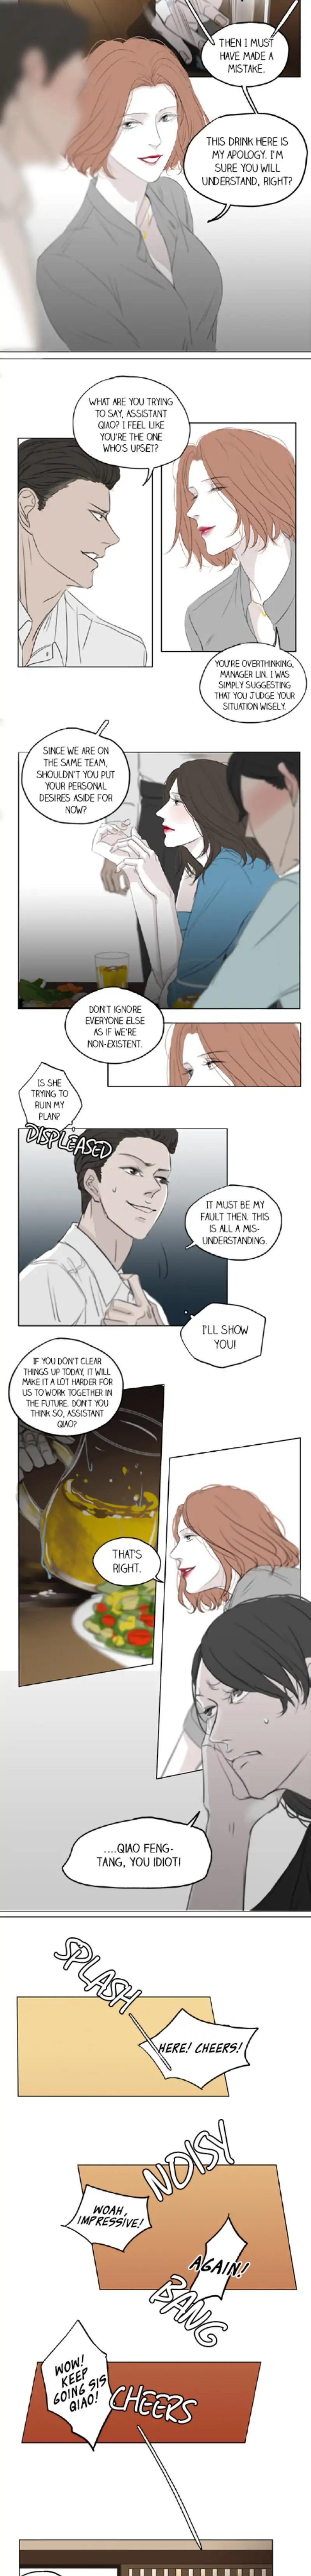 THEN I MUST
HAVE MADE A
MISTAKE.
THIS DRINK HERE IS
MY APOLOGY. I'M
SURE YOU WILL
UNDERSTAND, RIGHT?
WHAT ARE YOU TRYING
TO SAY, ASSISTANT
QIAO? I FEEL LIKE
YOU'RE THE ONE
WHO'S UPSET?
YOU'RE OVERTHINKING,
MANAGER LIN. I WAS
SIMPLY SUGGESTING
THAT YOU JUDGE YOUR
SITUATION WISELY.
SINCE WE ARE ON
THE SAME TEAM,
SHOULDN'T YOU PUT
YOUR PERSONAL
DESIRES ASIDE FOR
NOW?
DON'T IGNORE
EVERYONE ELSE
AS IF WE'RE
NON-EXISTENT.
IS SHE
TRYING TO
RUIN MY
PLAN?
DISPLEASED
IT MUST BE MY
FAULT THEN. THIS
IS ALL A MIS-
UNDERSTANDING.
I'LL SHOW
YOU!
IF YOU DON'T CLEAR
THINGS UP TODAY, IT WILL
MAKE IT A LOT HARDER FOR
US TO WORK TOGETHER IN
THE FUTURE. DON'T YOU
THINK SO, ASSISTANT
QIAO?
THAT'S
RIGHT.
....QIAO FENG-
TANG, YOU IDIOT!
SPLASH
HERE! CHEERS!
NOISY
WOAH,
IMPRESSIVE!
AGAIN!
BANG
WOW!
KEEP
GOING SIS
QIAO!
CHEERS